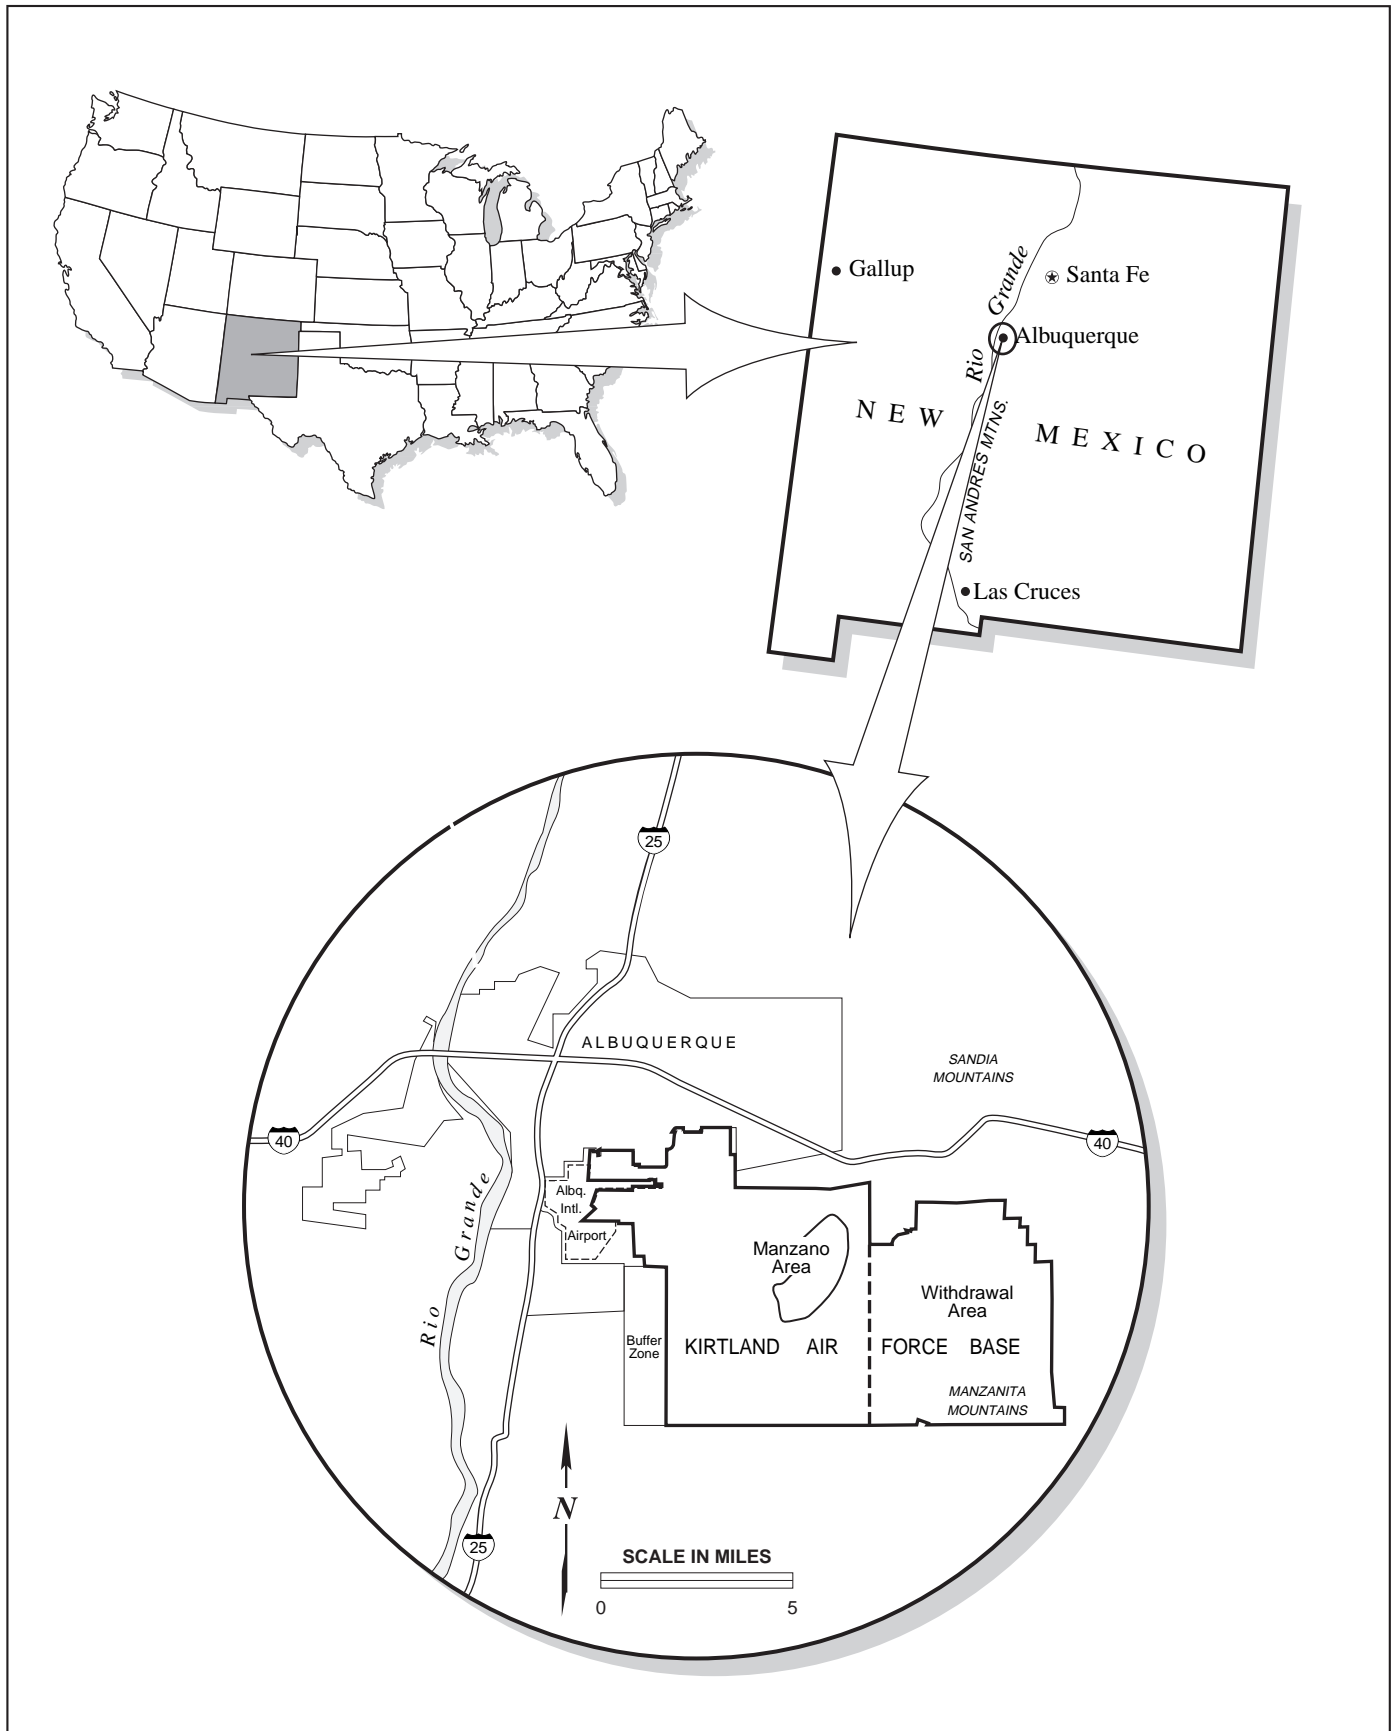 Gallup
Rio Grande
Santa Fe
Albuquerque
NEW MEXICO
SAN ANDRES MTNS.
Las Cruces
25
ALBUQUERQUE
SANDIA
MOUNTAINS
40
40
Albq.
Intl.
Airport
Rio Grande
Manzano
Area
Withdrawal
Area
Buffer
Zone
KIRTLAND AIR FORCE BASE
MANZANITA
MOUNTAINS
N
25
SCALE IN MILES
0 5